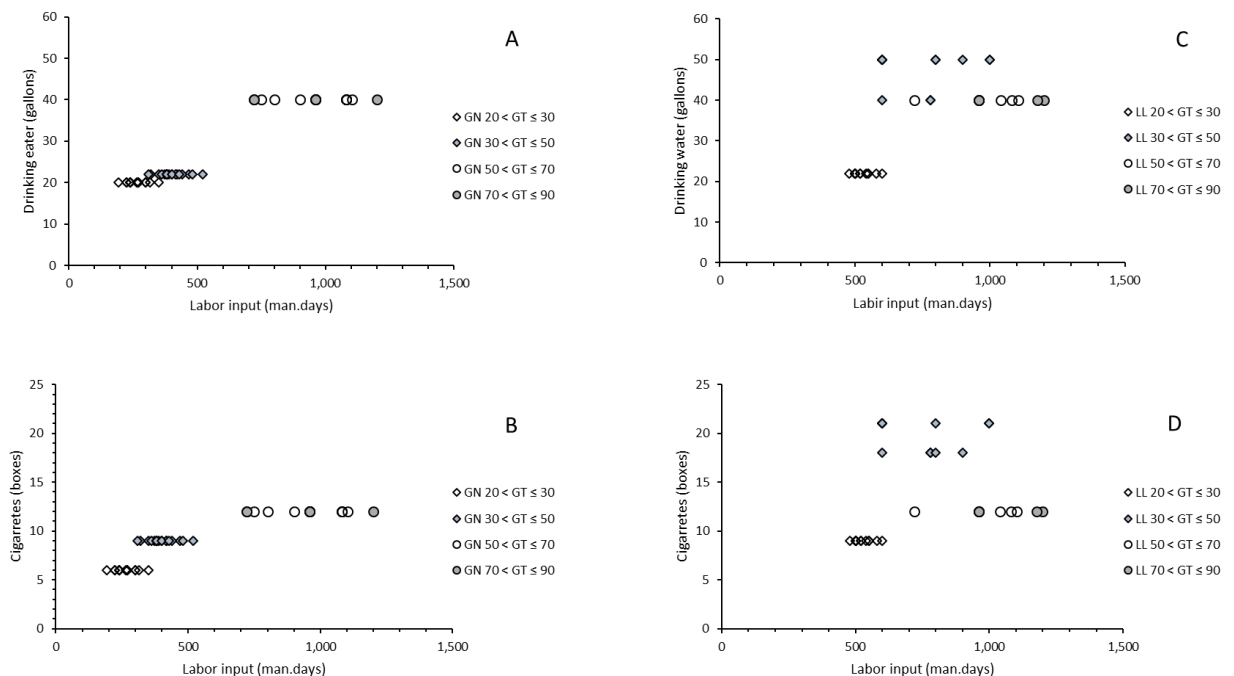 A
Drinking eater (gallons)
60
50
40
30
20
10
0
0 500 1,000 1,500
Labor input (man.days)
GN 20 < GT ≤ 30
GN 30 < GT ≤ 50
GN 50 < GT ≤ 70
GN 70 < GT ≤ 90
C
Drinking water (gallons)
60
50
40
30
20
10
0
0 500 1,000 1,500
Labir input (man.days)
LL 20 < GT ≤ 30
LL 30 < GT ≤ 50
LL 50 < GT ≤ 70
LL 70 < GT ≤ 90
B
Cigarretes (boxes)
25
20
15
10
5
0
0 500 1,000 1,500
Labor input (man.days)
GN 20 < GT ≤ 30
GN 30 < GT ≤ 50
GN 50 < GT ≤ 70
GN 70 < GT ≤ 90
D
Cigarretes (boxes)
25
20
15
10
5
0
0 500 1,000 1,500
Labor input (man.days)
LL 20 < GT ≤ 30
LL 30 < GT ≤ 50
LL 50 < GT ≤ 70
LL 70 < GT ≤ 90